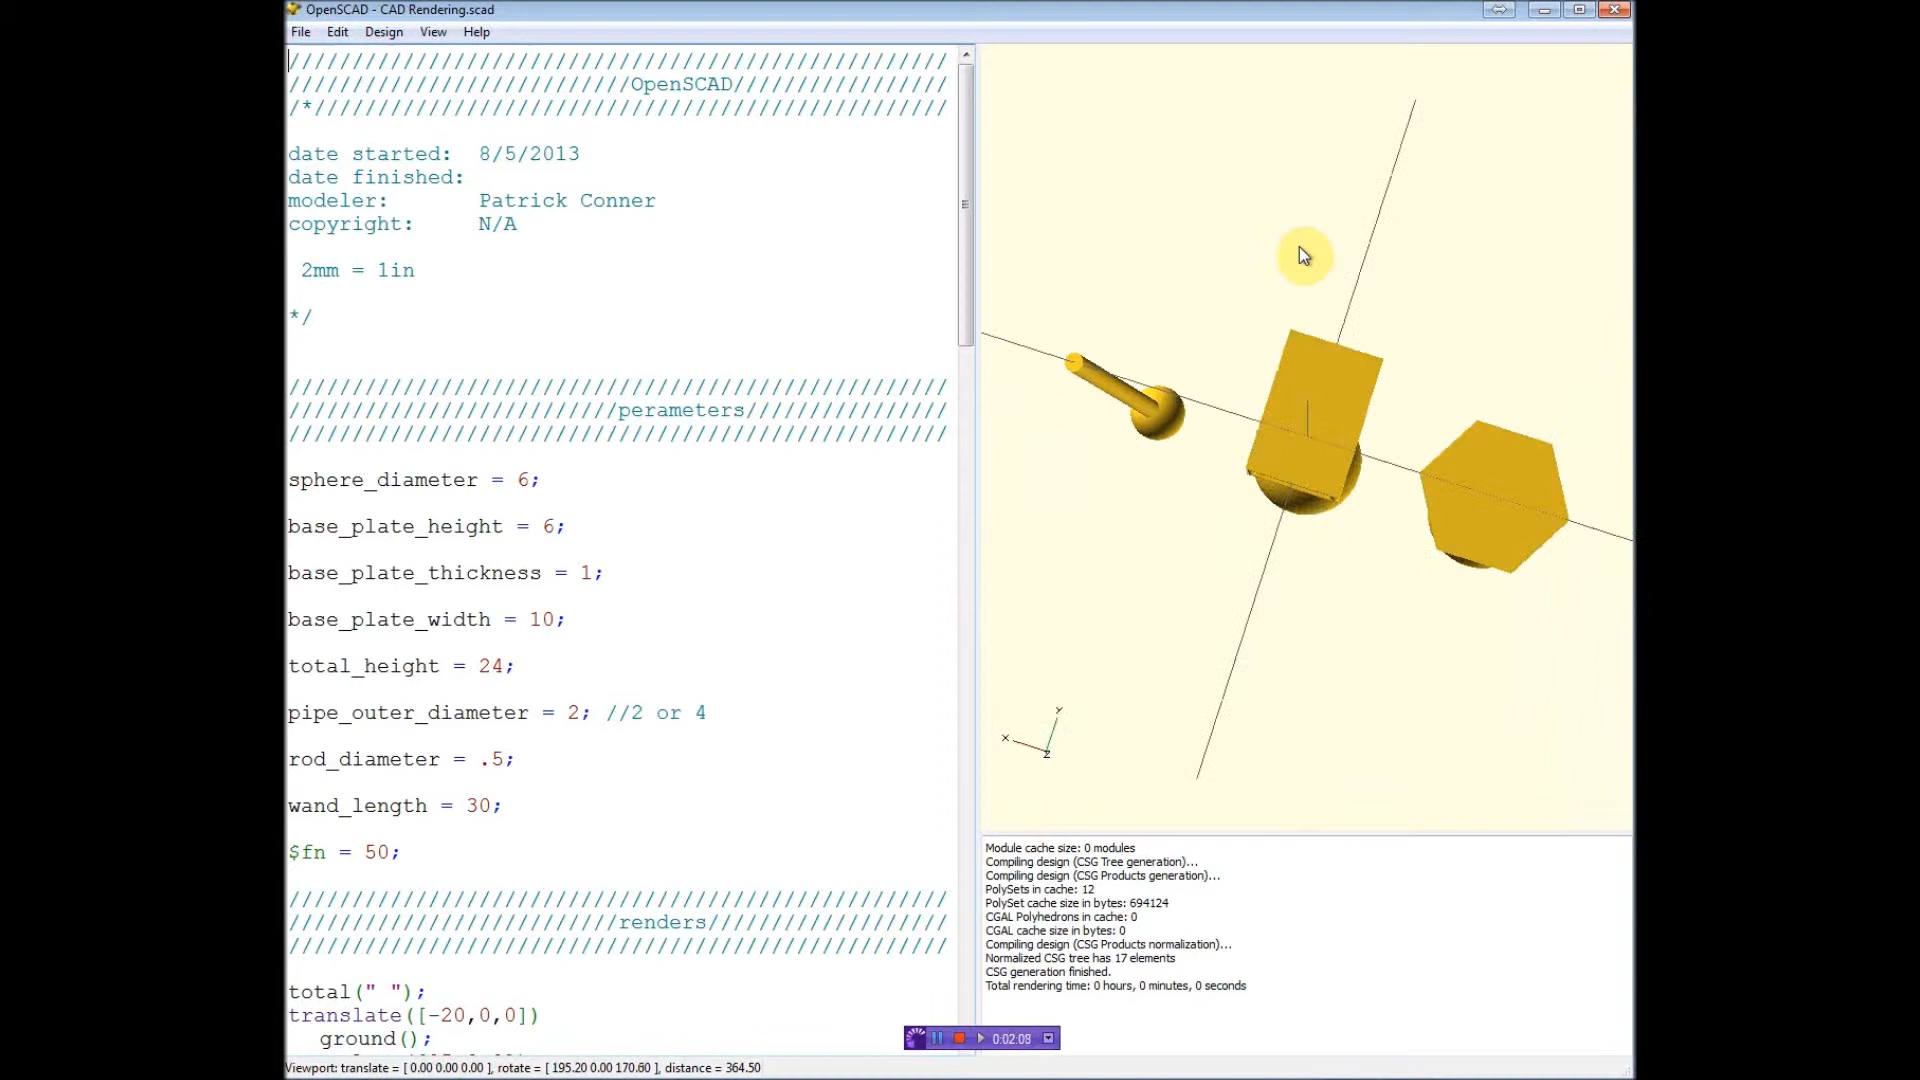 OpenSCAD - CAD Rendering.scad
File Edit Design View Help
////////////////////////////////////////////////////
///////////////////////////OpenSCAD/////////////////
/*//////////////////////////////////////////////////
date started: 8/5/2013
date finished:
modeler: Patrick Conner
copyright: N/A
2mm = 1in
*/
////////////////////////////////////////////////////
//////////////////////////perameters////////////////
////////////////////////////////////////////////////
sphere_diameter = 6;
base_plate_height = 6;
base_plate_thickness = 1;
base_plate_width = 10;
total_height = 24;
pipe_outer_diameter = 2; //2 or 4
rod_diameter = .5;
wand_length = 30;
$fn = 50;
////////////////////////////////////////////////////
//////////////////////////renders///////////////////
////////////////////////////////////////////////////
total(" ");
translate([-20,0,0])
ground();
Y
X
Z
Module cache size: 0 modules
Compiling design (CSG Tree generation)...
Compiling design (CSG Products generation)...
PolySets in cache: 12
PolySet cache size in bytes: 694124
CGAL Polyhedrons in cache: 0
CGAL cache size in bytes: 0
Compiling design (CSG Products normalization)...
Normalized CSG tree has 17 elements
CSG generation finished.
Total rendering time: 0 hours, 0 minutes, 0 seconds
0:02:08
Viewport: translate = [ 0.00 0.00 0.00 ], rotate = [ 195.20 0.00 170.60 ], distance = 364.50